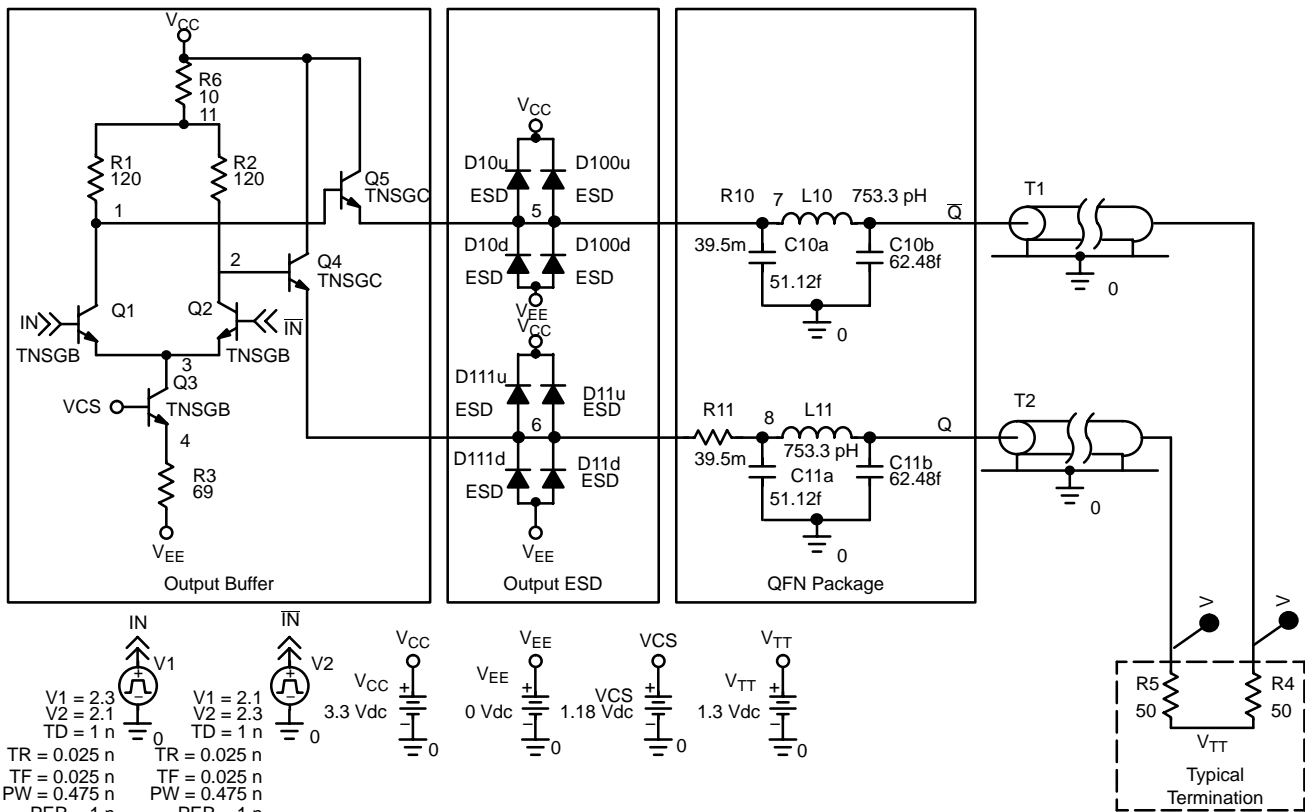 VCC
R6
10
11
R1
120
R2
120
Q5
TNSGC
1
2
Q4
TNSGC
IN
Q1
TNSGB
Q2
IN
TNSGB
3
Q3
VCS
TNSGB
4
R3
69
VEE
Output Buffer
VCC
D10u
D100u
ESD
ESD
5
D10d
D100d
ESD
ESD
VEE
VCC
D111u
D11u
ESD
ESD
6
D111d
D11d
ESD
ESD
VEE
Output ESD
R10
7
L10
753.3 pH
39.5m
C10a
51.12f
C10b
62.48f
0
R11
8
L11
39.5m
753.3 pH
C11a
51.12f
C11b
62.48f
0
QFN Package
Q
T1
0
Q
T2
0
V
V
R5
50
R4
50
VTT
Typical
Termination
IN
V1
V1 = 2.3
V2 = 2.1
TD = 1 n
0
TR = 0.025 n
TF = 0.025 n
PW = 0.475 n
IN
V2
V1 = 2.1
V2 = 2.3
TD = 1 n
0
TR = 0.025 n
TF = 0.025 n
PW = 0.475 n
VCC
VCC
+
3.3 Vdc
−
0
VEE
VEE
+
0 Vdc
−
0
VCS
VCS
+
1.18 Vdc
−
0
VTT
VTT
+
1.3 Vdc
−
0